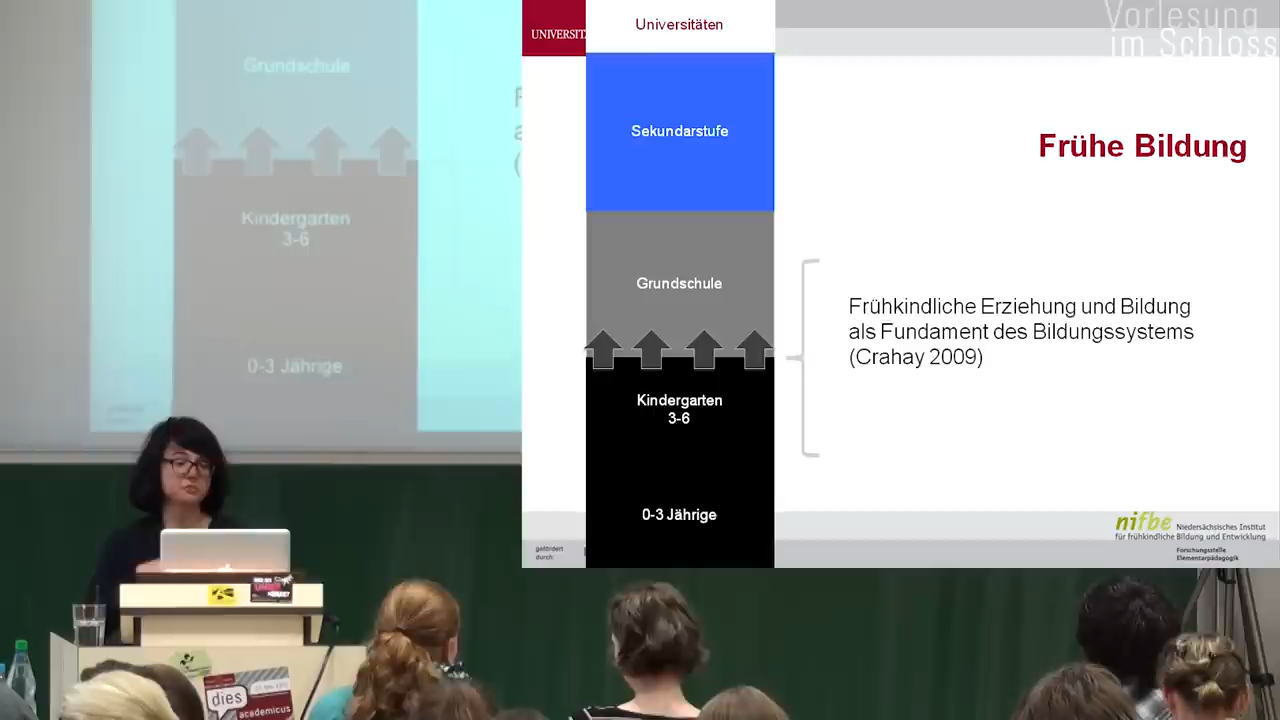 Grundschule
Kindergarten
3-6
0-3 Jährige
dies
academicus
UNIVERSIT
Universitäten
Sekundarstufe
Grundschule
Kindergarten
3-6
0-3 Jährige
Vorlesung
im Schloss
Frühe Bildung
Frühkindliche Erziehung und Bildung
als Fundament des Bildungssystems
(Crahay 2009)
gefördert
durch:
nifbe Niedersächsisches Institut
für frühkindliche Bildung und Entwicklung
Forschungsstelle
Elementarpädagogik